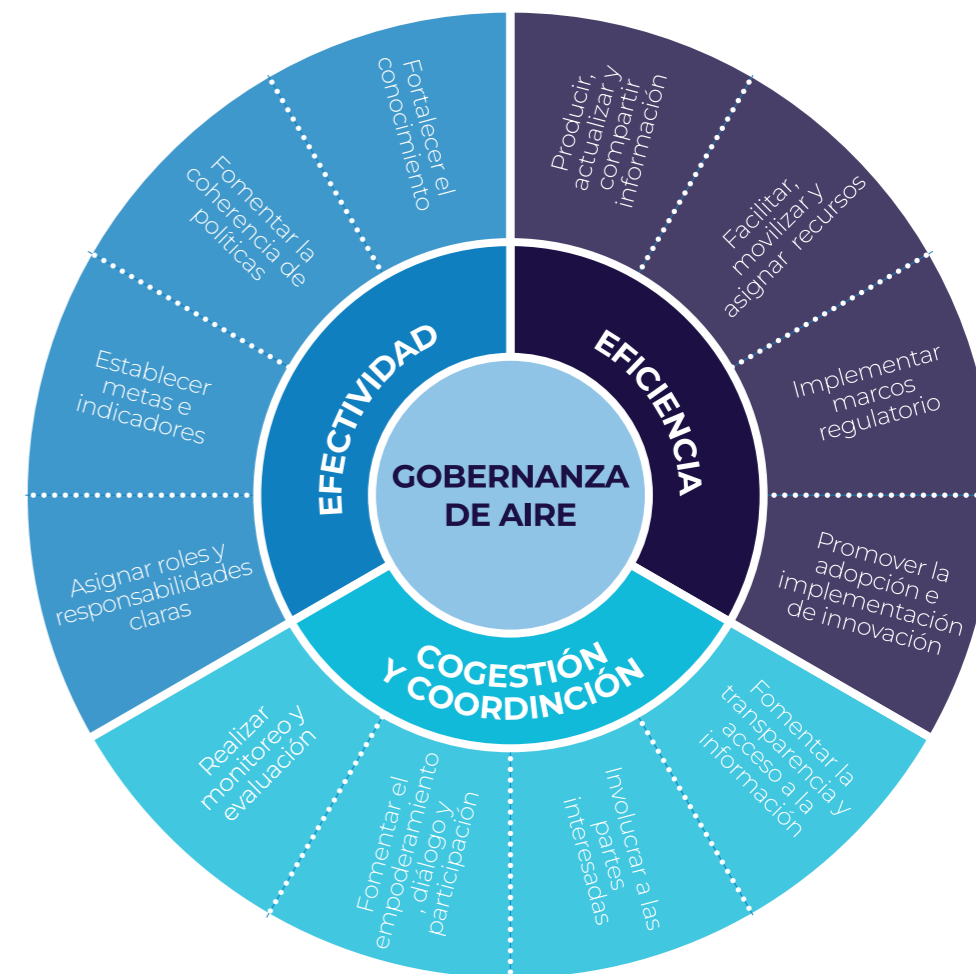 GOBERNANZA
DE AIRE
EFECTIVIDAD
EFICIENCIA
COGESTIÓN
Y COORDINCIÓN
Producir,
actualizar y
compartir
información
Facilitar,
movilizar y
asignar recursos
Implementar
marcos
regulatorio
Promover la
adopción e
implementación
de innovación
Fomentar la
transparencia y
acceso a la
información
Involucrar a las
partes
interesadas
Fomentar el
empoderamiento
, diálogo y
participación
Realizar
monitoreo y
evaluación
Asignar roles y
responsabilidades
claras
Establecer
metas e
indicadores
Fomentar la
coherencia de
políticas
Fortalecer el
conocimiento